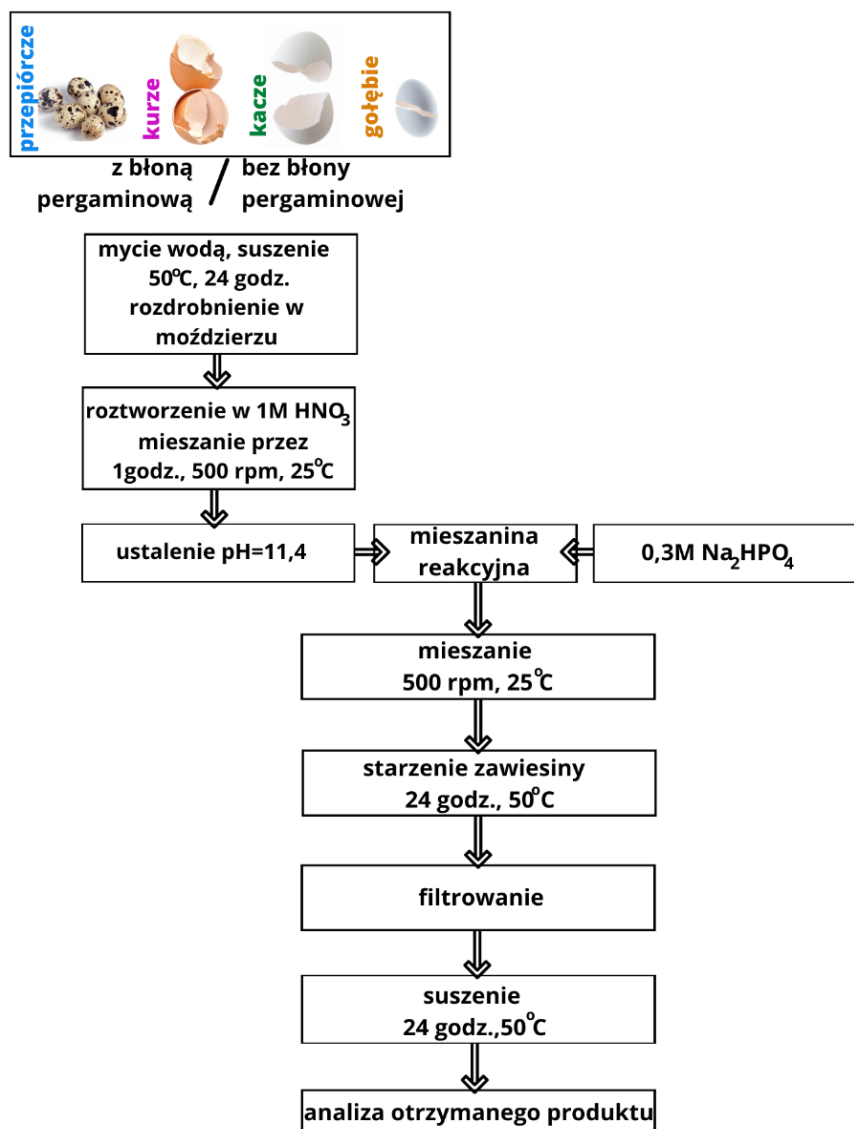 przepiórcze
kurze
kacze
gołębie
z błoną / bez błony
pergaminową pergaminowej
mycie wodą, suszenie
50°C, 24 godz.
rozdrobnienie w
moździerzu
roztworzenie w 1M HNO₃
mieszanie przez
1godz., 500 rpm, 25°C
ustalenie pH=11,4
mieszanina
reakcyjna
0,3M Na₂HPO₄
mieszanie
500 rpm, 25°C
starzenie zawiesiny
24 godz., 50°C
filtrowanie
suszenie
24 godz.,50°C
analiza otrzymanego produktu